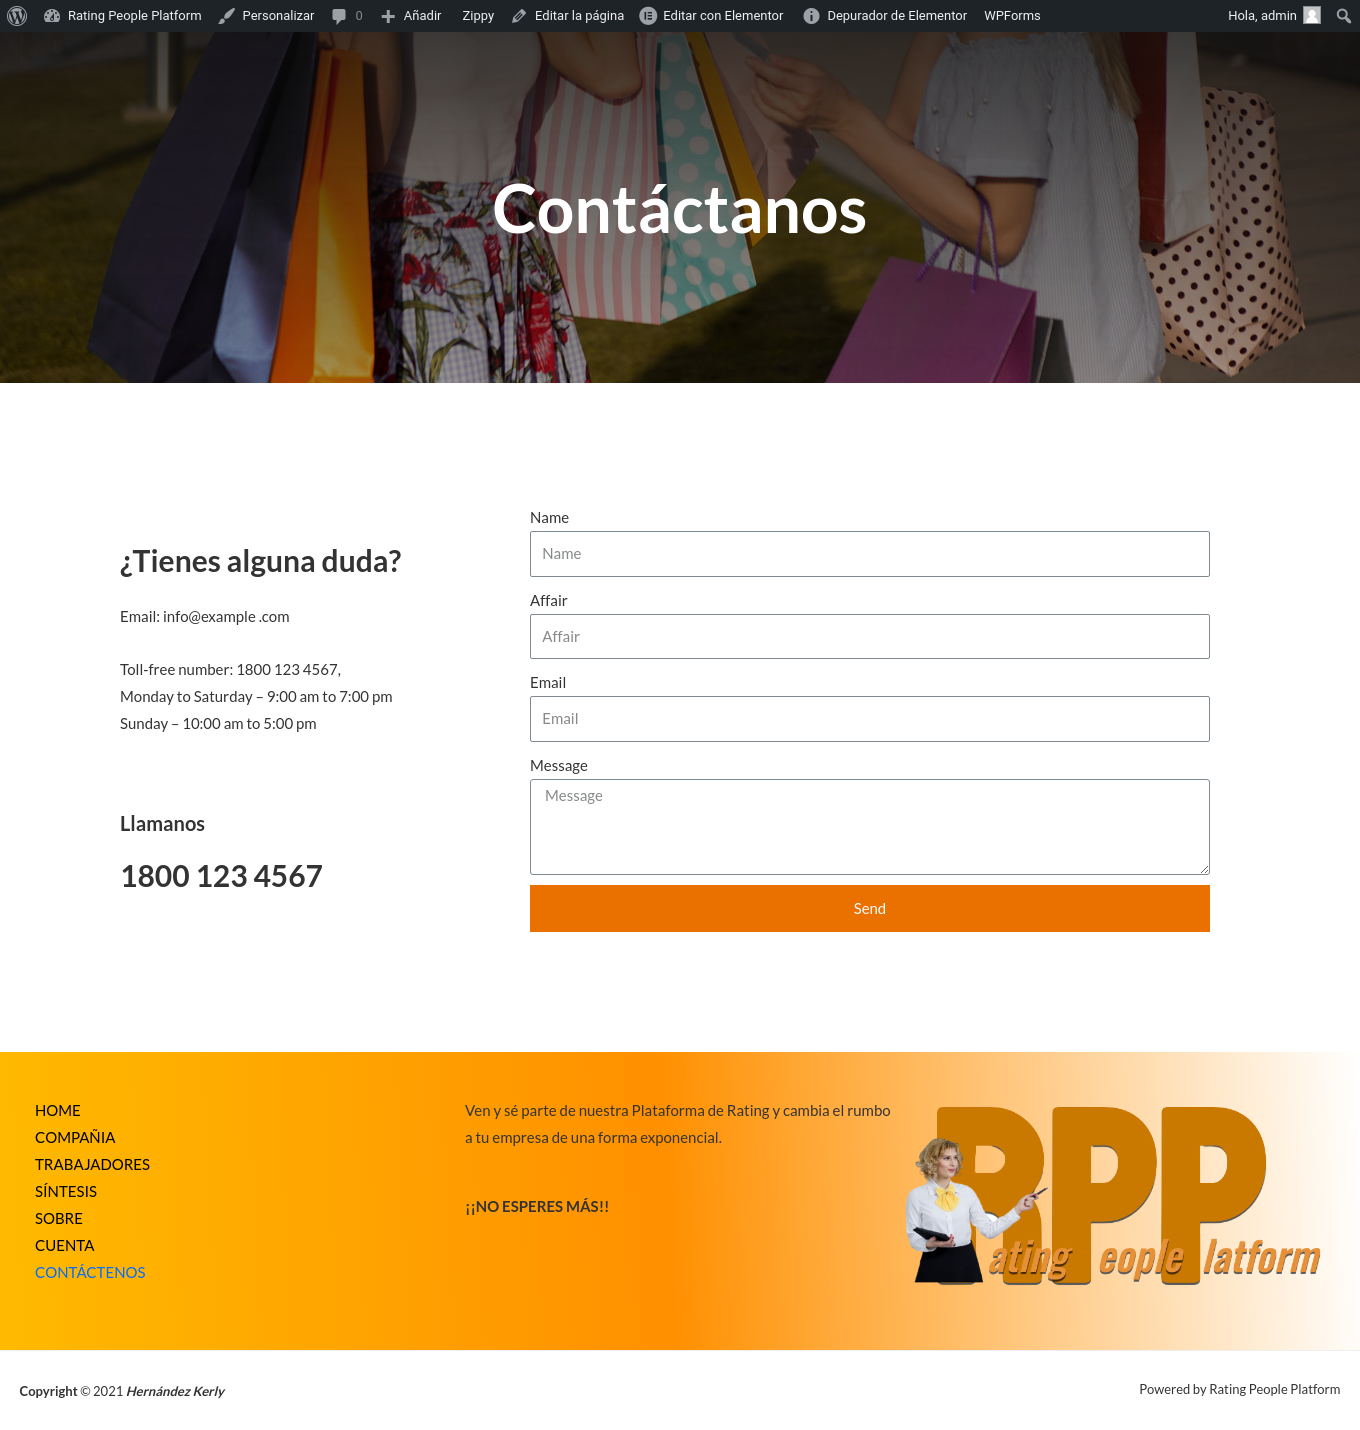 Rating People Platform Personalizar 0 Añadir Zippy Editar la página Editar con Elementor Depurador de Elementor WPForms Hola, admin
Contáctanos
¿Tienes alguna duda?
Email: info@example .com
Toll-free number: 1800 123 4567,
Monday to Saturday – 9:00 am to 7:00 pm
Sunday – 10:00 am to 5:00 pm
Llamanos
1800 123 4567
Name
Name
Affair
Affair
Email
Email
Message
Message
Send
HOME
COMPAÑIA
TRABAJADORES
SÍNTESIS
SOBRE
CUENTA
CONTÁCTENOS
Ven y sé parte de nuestra Plataforma de Rating y cambia el rumbo
a tu empresa de una forma exponencial.
¡¡NO ESPERES MÁS!!
RPP
ating eople latform
Copyright © 2021 Hernández Kerly
Powered by Rating People Platform